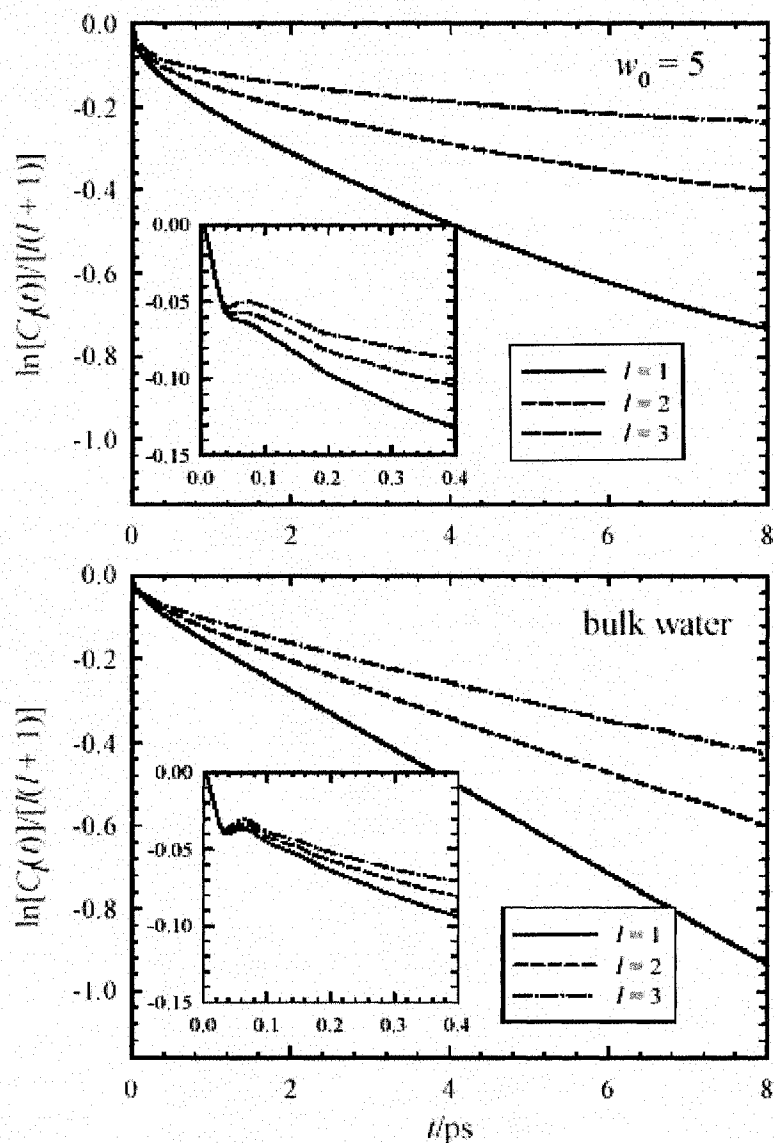 w₀ = 5
ln[Cₗ(t)]/[l(l + 1)]
0.0
-0.2
-0.4
-0.6
-0.8
-1.0
0.00
-0.05
-0.10
-0.15
0.0 0.1 0.2 0.3 0.4
l = 1
l = 2
l = 3
0 2 4 6 8
bulk water
ln[Cₗ(t)]/[l(l + 1)]
0.0
-0.2
-0.4
-0.6
-0.8
-1.0
0.00
-0.05
-0.10
-0.15
0.0 0.1 0.2 0.3 0.4
l = 1
l = 2
l = 3
0 2 4 6 8
t/ps